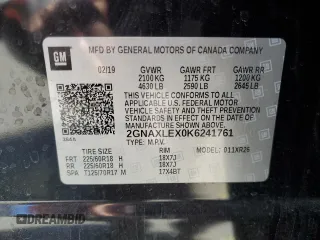 GM
MFD BY GENERAL MOTORS OF CANADA COMPANY
02/19 GVWR GAWR FRT GAWR RR
2100 KG 1175 KG 1200 KG
4630 LB 2590 LB 2645 LB
THIS VEHICLE CONFORMS TO ALL APPLICABLE
U.S. FEDERAL MOTOR
VEHICLE SAFETY AND THEFT PREVENTION
STANDARDS IN EFFECT ON THE DATE OF
MANUFACTURE SHOWN ABOVE.
2GNAXLEX0K6241761
TYPE: M.P.V.
TIRE SIZE RIM MODEL: 011XR26
FRT 225/60R18 H 18X7J
RR 225/60R18 H 18X7J
SPA T125/70R17 M 17X4BT
DREAMBID